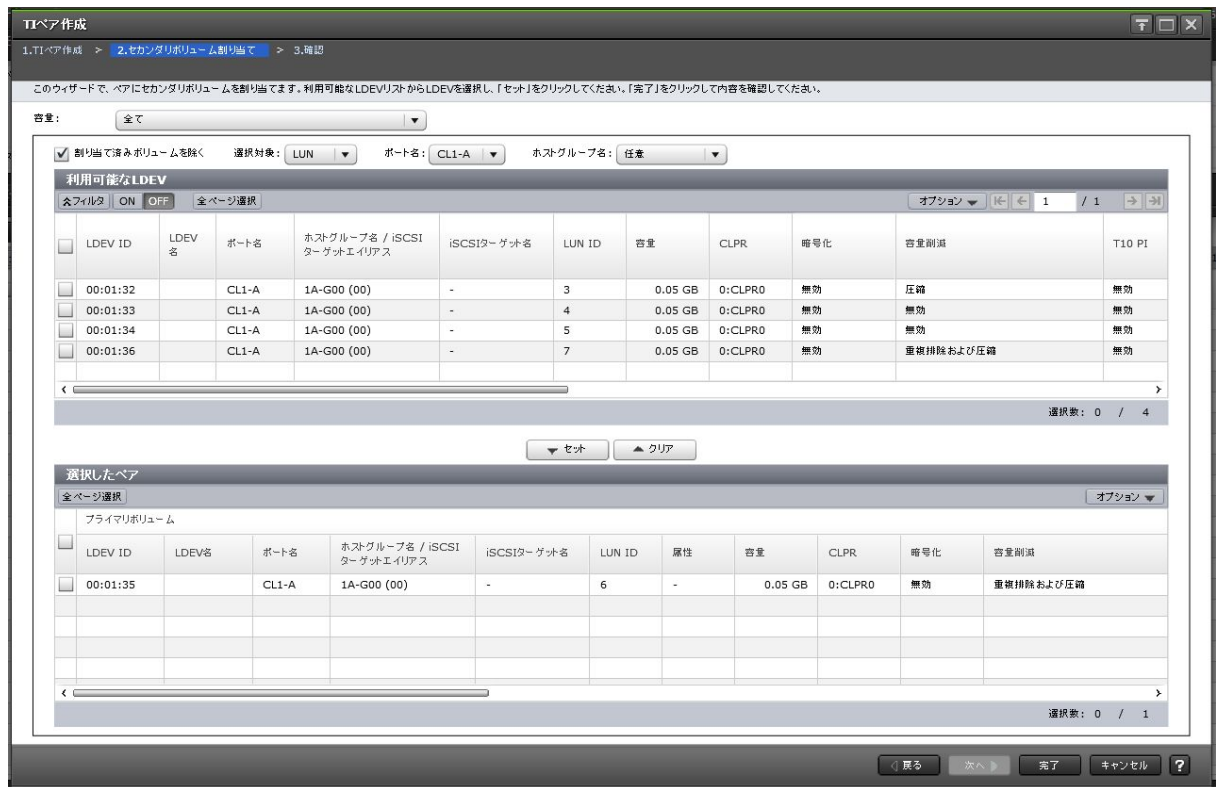 TIペア作成
1.TIペア作成 > 2.セカンダリボリューム割り当て > 3.確認
このウィザードで、ペアにセカンダリボリュームを割り当てます。利用可能なLDEVリストからLDEVを選択し、「セット」をクリックしてください。「完了」をクリックして内容を確認してください。
容量: 全て
割り当て済みボリュームを除く 選択対象: LUN ポート名: CL1-A ホストグループ名: 任意
利用可能なLDEV
フィルタ ON OFF 全ページ選択 オプション 1 / 1
LDEV ID LDEV名 ポート名 ホストグループ名 / iSCSIターゲットエイリアス iSCSIターゲット名 LUN ID 容量 CLPR 暗号化 容量削減 T10 PI
00:01:32 CL1-A 1A-G00 (00) - 3 0.05 GB 0:CLPR0 無効 圧縮 無効
00:01:33 CL1-A 1A-G00 (00) - 4 0.05 GB 0:CLPR0 無効 無効 無効
00:01:34 CL1-A 1A-G00 (00) - 5 0.05 GB 0:CLPR0 無効 無効 無効
00:01:36 CL1-A 1A-G00 (00) - 7 0.05 GB 0:CLPR0 無効 重複排除および圧縮 無効
選択数: 0 / 4
セット クリア
選択したペア
全ページ選択 オプション
プライマリボリューム
LDEV ID LDEV名 ポート名 ホストグループ名 / iSCSIターゲットエイリアス iSCSIターゲット名 LUN ID 属性 容量 CLPR 暗号化 容量削減
00:01:35 CL1-A 1A-G00 (00) - 6 - 0.05 GB 0:CLPR0 無効 重複排除および圧縮
選択数: 0 / 1
戻る 次へ 完了 キャンセル ?